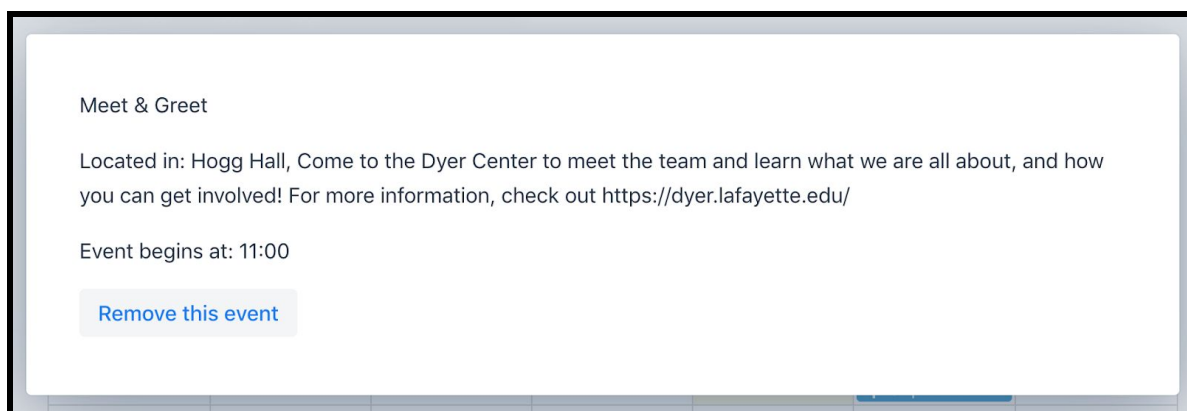 Meet & Greet
Located in: Hogg Hall, Come to the Dyer Center to meet the team and learn what we are all about, and how
you can get involved! For more information, check out https://dyer.lafayette.edu/
Event begins at: 11:00
Remove this event